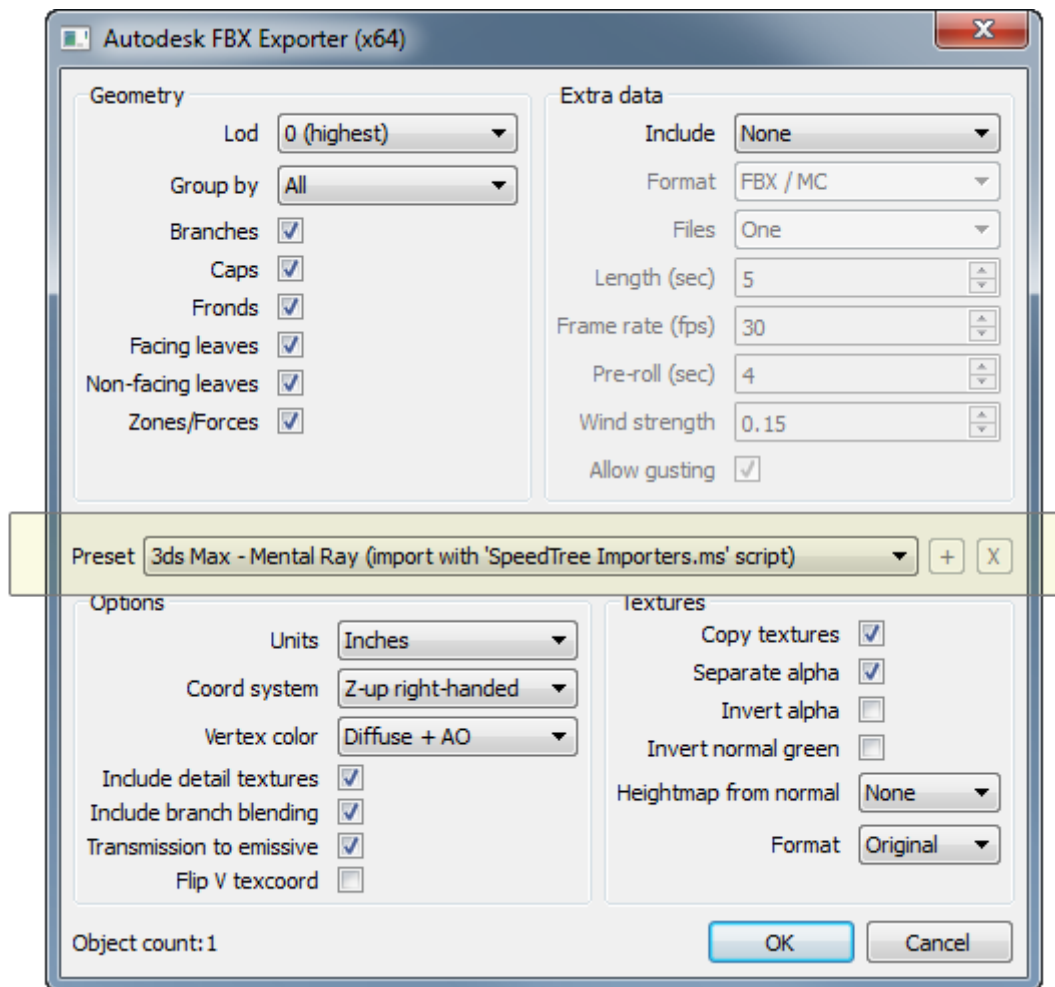 Autodesk FBX Exporter (x64)
Geometry
Lod 0 (highest)
Group by All
Branches
Caps
Fronds
Facing leaves
Non-facing leaves
Zones/Forces
Extra data
Include None
Format FBX / MC
Files One
Length (sec) 5
Frame rate (fps) 30
Pre-roll (sec) 4
Wind strength 0.15
Allow gusting
Preset 3ds Max - Mental Ray (import with 'SpeedTree Importers.ms' script) + X
Options
Units Inches
Coord system Z-up right-handed
Vertex color Diffuse + AO
Include detail textures
Include branch blending
Transmission to emissive
Flip V texcoord
Textures
Copy textures
Separate alpha
Invert alpha
Invert normal green
Heightmap from normal None
Format Original
Object count: 1
OK Cancel